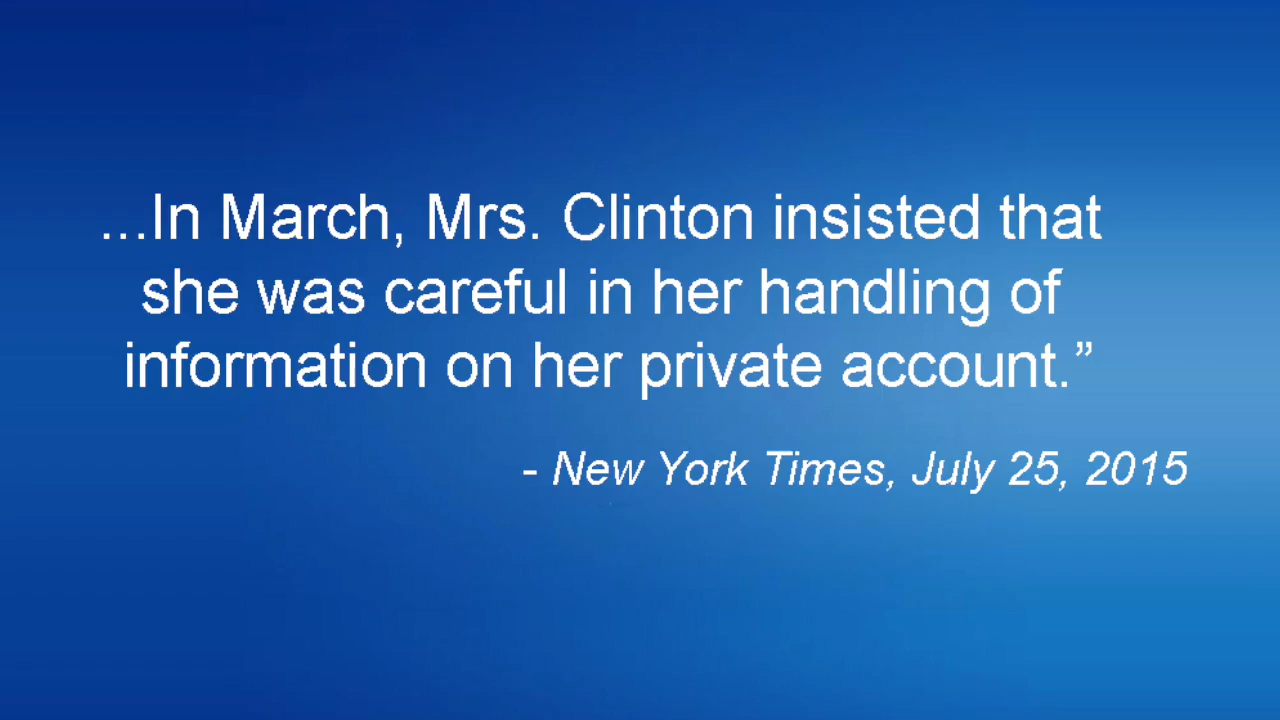 ...In March, Mrs. Clinton insisted that
she was careful in her handling of
information on her private account.”
- New York Times, July 25, 2015